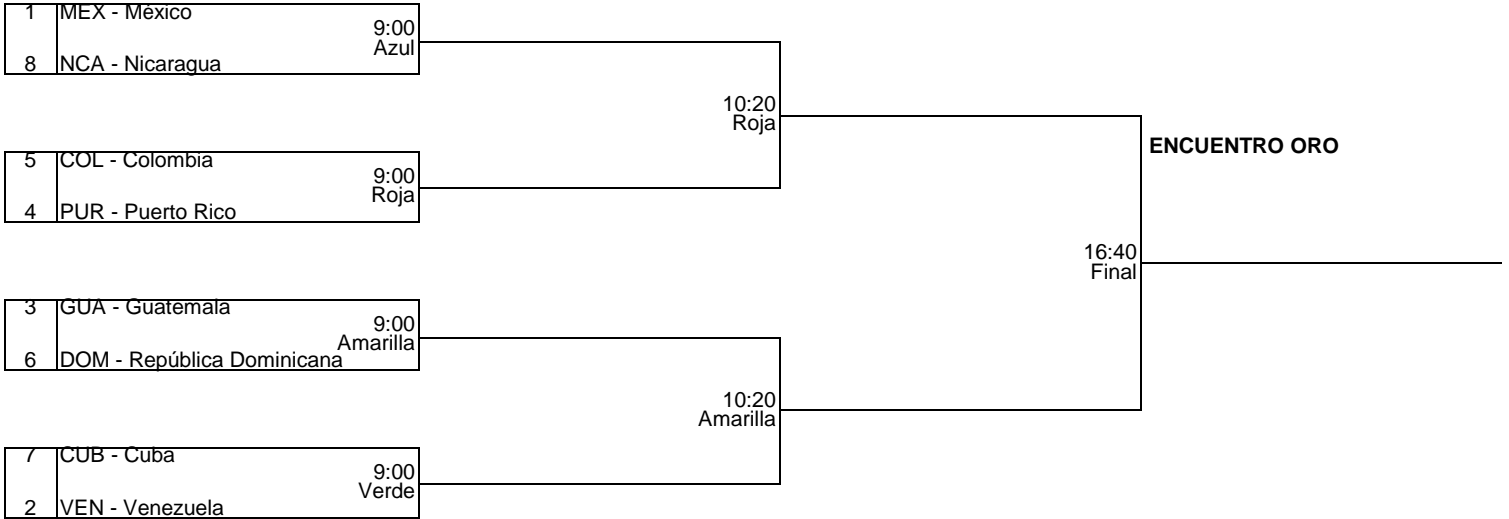 1 MEX - México
9:00
Azul
8 NCA - Nicaragua
10:20
Roja
ENCUENTRO ORO
5 COL - Colombia
9:00
Roja
4 PUR - Puerto Rico
16:40
Final
3 GUA - Guatemala
9:00
Amarilla
6 DOM - República Dominicana
10:20
Amarilla
7 CUB - Cuba
9:00
Verde
2 VEN - Venezuela